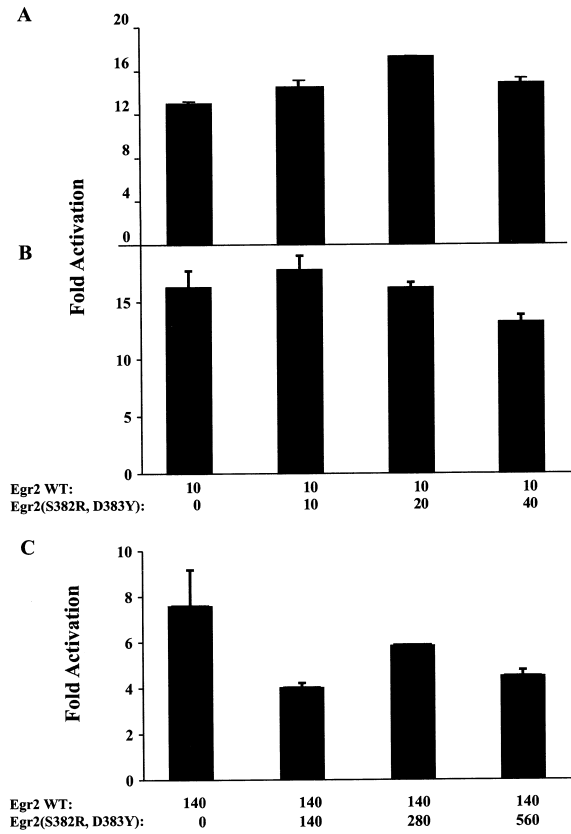 A
20
16
12
8
4
0
Fold Activation
B
15
10
5
0
Egr2 WT: 10 10 10 10
Egr2(S382R, D383Y): 0 10 20 40
C
10
8
6
4
2
0
Fold Activation
Egr2 WT: 140 140 140 140
Egr2(S382R, D383Y): 0 140 280 560